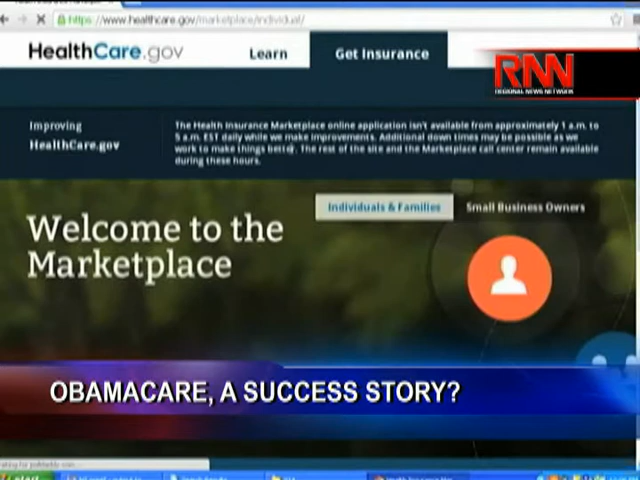 https://www.healthcare.gov/marketplace/individual/
HealthCare.gov
Learn
Get Insurance
RNN
REGIONAL NEWS NETWORK
Improving
HealthCare.gov
The Health Insurance Marketplace online application isn't available from approximately 1 a.m. to
5 a.m. EST daily while we make improvements. Additional down times may be possible as we
work to make things better. The rest of the site and the Marketplace call center remain available
during these hours.
Individuals & Families
Small Business Owners
Welcome to the
Marketplace
OBAMACARE, A SUCCESS STORY?
start